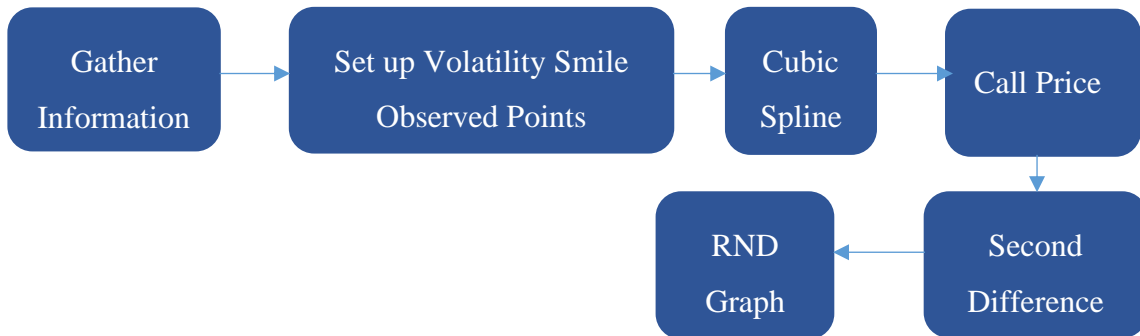 Gather
Information
Set up Volatility Smile
Observed Points
Cubic
Spline
Call Price
Second
Difference
RND
Graph